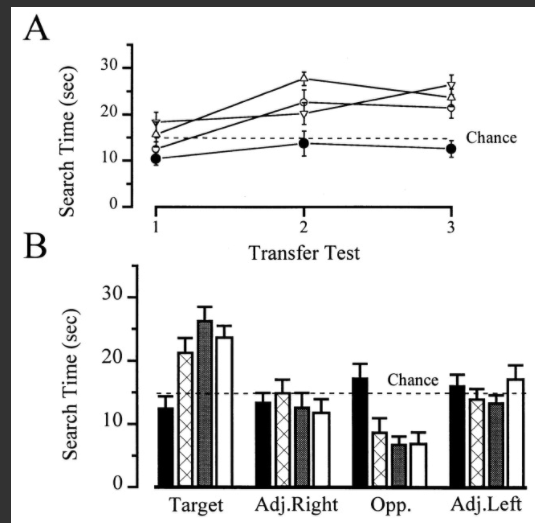 A
Search Time (sec)
30
20
10
0
Chance
1 2 3
Transfer Test
B
Search Time (sec)
30
20
10
0
Chance
Target Adj.Right Opp. Adj.Left